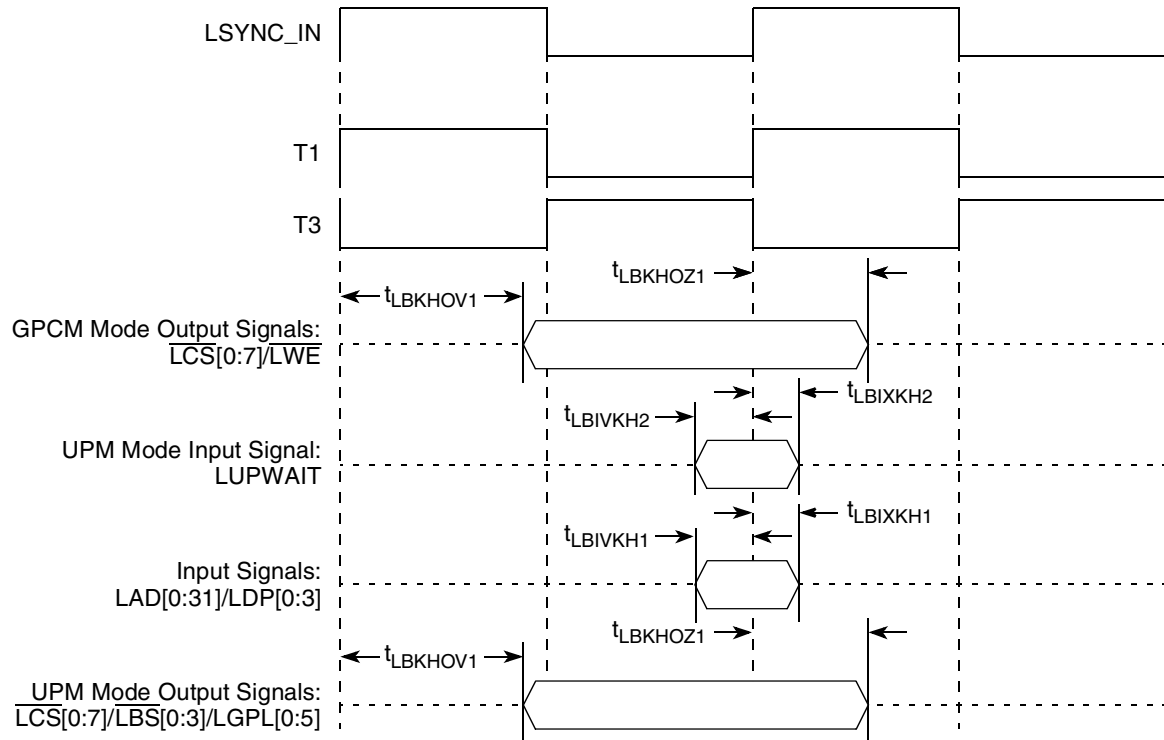 LSYNC_IN
T1
T3
tLBKHOZ1
tLBKHOV1
GPCM Mode Output Signals:
LCS[0:7]/LWE
tLBIXKH2
tLBIVKH2
UPM Mode Input Signal:
LUPWAIT
tLBIXKH1
tLBIVKH1
Input Signals:
LAD[0:31]/LDP[0:3]
tLBKHOZ1
tLBKHOV1
UPM Mode Output Signals:
LCS[0:7]/LBS[0:3]/LGPL[0:5]